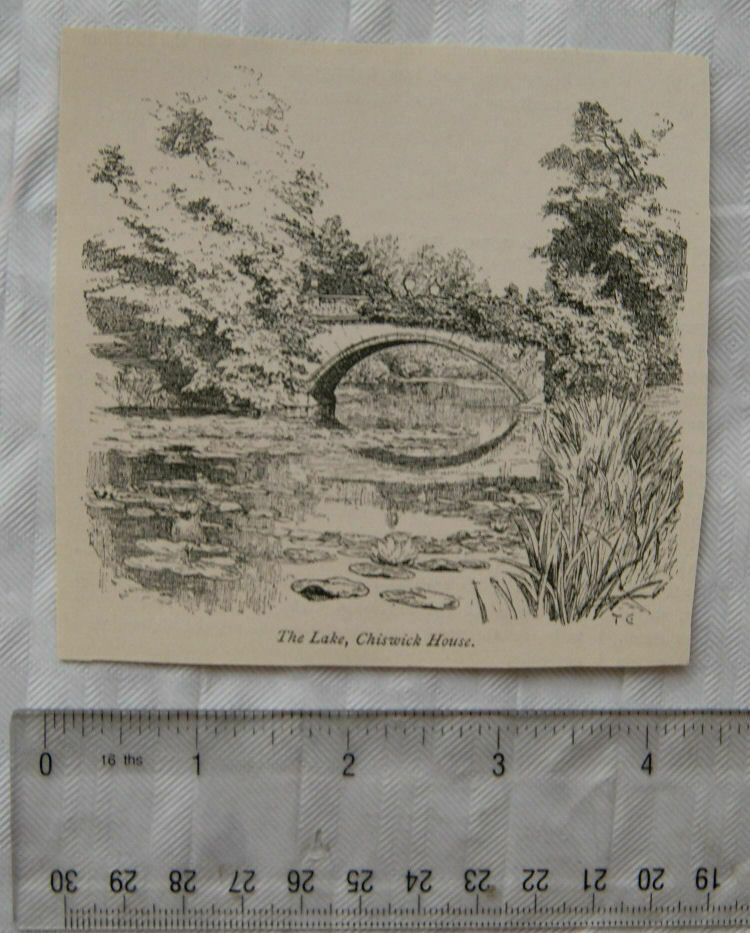 TC
The Lake, Chiswick House.
0 16 ths 1 2 3 4
30 29 28 27 26 25 24 23 22 21 20 19